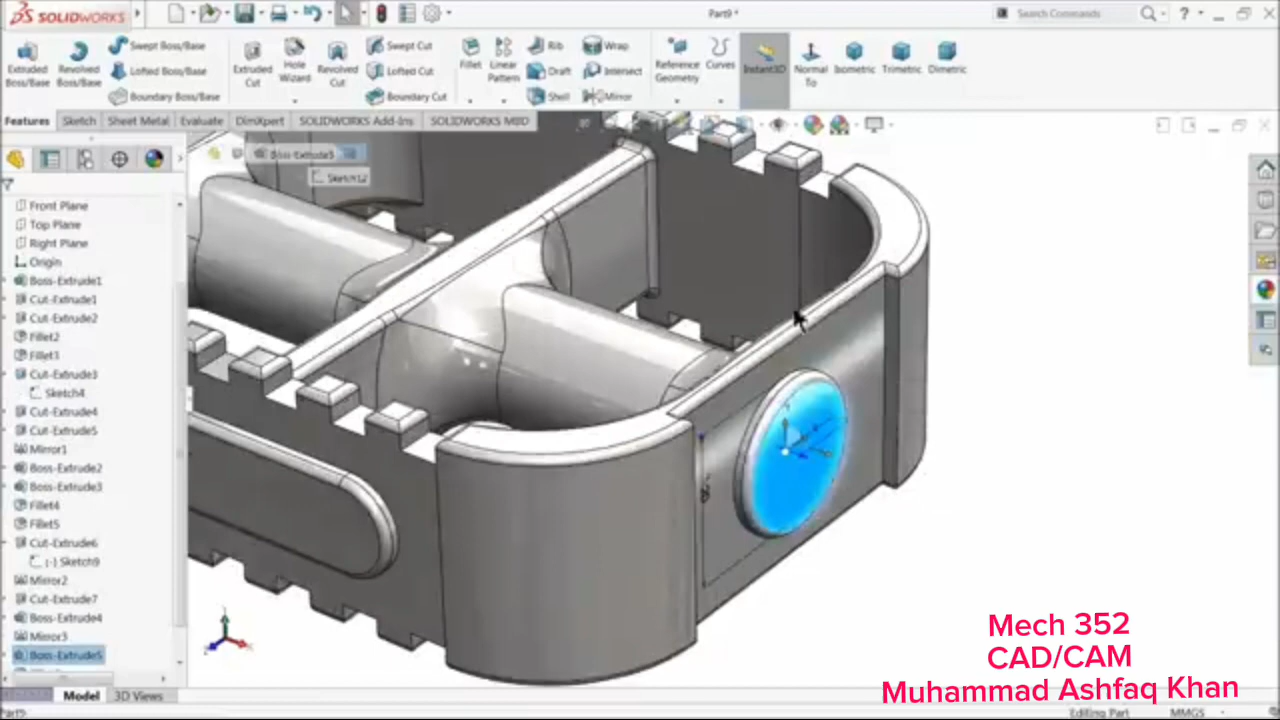 SOLIDWORKS
Part9 *
Search Commands
Extruded Boss/Base
Revolved Boss/Base
Swept Boss/Base
Lofted Boss/Base
Boundary Boss/Base
Extruded Cut
Hole Wizard
Revolved Cut
Swept Cut
Lofted Cut
Boundary Cut
Fillet
Linear Pattern
Rib
Draft
Shell
Wrap
Intersect
Mirror
Reference Geometry
Curves
Instant3D
Normal To
Isometric
Trimetric
Dimetric
Features
Sketch
Sheet Metal
Evaluate
DimXpert
SOLIDWORKS Add-Ins
SOLIDWORKS MBD
Boss-Extrude5
Sketch12
Front Plane
Top Plane
Right Plane
Origin
Boss-Extrude1
Cut-Extrude1
Cut-Extrude2
Fillet2
Fillet3
Cut-Extrude3
Sketch4
Cut-Extrude4
Cut-Extrude5
Mirror1
Boss-Extrude2
Boss-Extrude3
Fillet4
Fillet5
Cut-Extrude6
(-) Sketch9
Mirror2
Cut-Extrude7
Boss-Extrude4
Mirror3
Boss-Extrude5
Model
3D Views
Part9
Editing Part
MMGS
Mech 352
CAD/CAM
Muhammad Ashfaq Khan